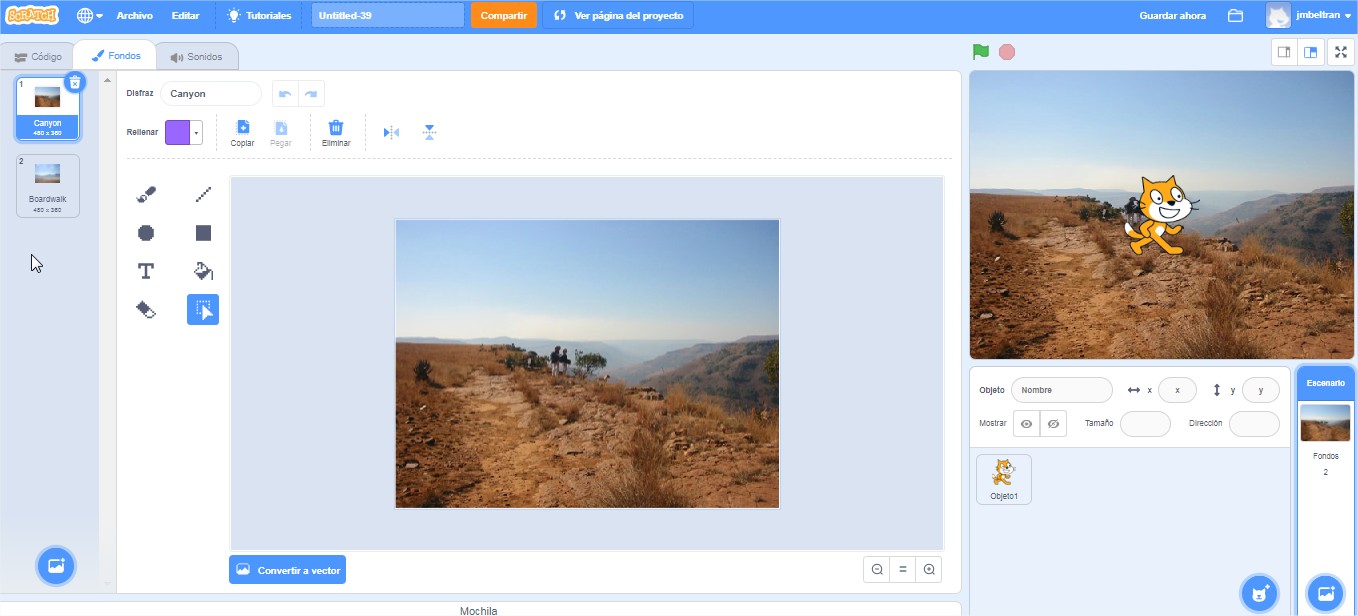 SCRATCH
Archivo
Editar
Tutoriales
Untitled-39
Compartir
Ver página del proyecto
Guardar ahora
jmbeltran
Código
Fondos
Sonidos
1
Canyon
480 x 360
2
Boardwalk
480 x 360
Disfraz
Canyon
Rellenar
Copiar
Pegar
Eliminar
T
Convertir a vector
Mochila
Objeto
Nombre
x
x
y
y
Mostrar
Tamaño
Dirección
Objeto1
Escenario
Fondos
2